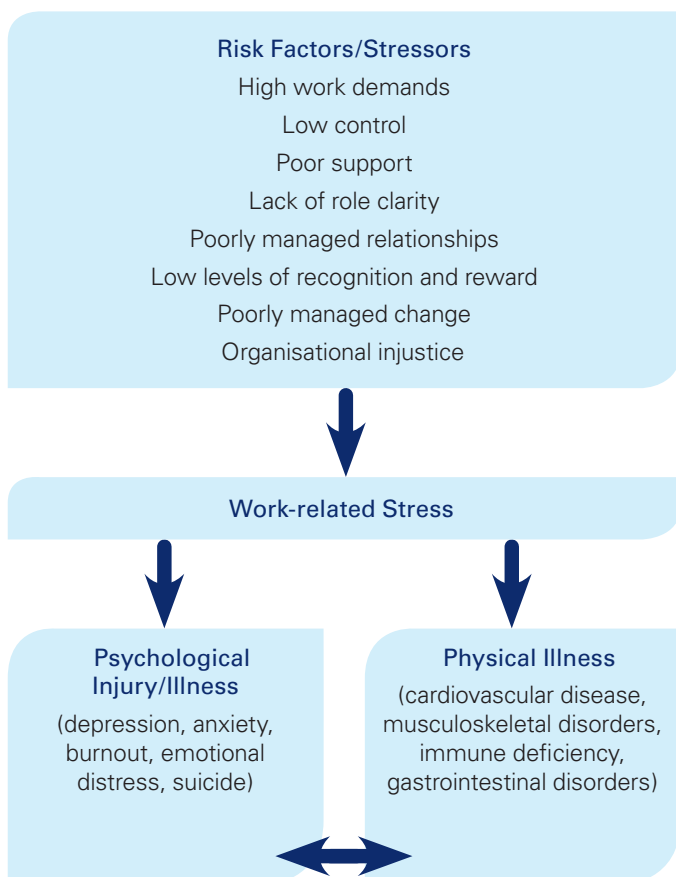 Risk Factors/Stressors
High work demands
Low control
Poor support
Lack of role clarity
Poorly managed relationships
Low levels of recognition and reward
Poorly managed change
Organisational injustice
Work-related Stress
Psychological
Injury/Illness
(depression, anxiety,
burnout, emotional
distress, suicide)
Physical Illness
(cardiovascular disease,
musculoskeletal disorders,
immune deficiency,
gastrointestinal disorders)